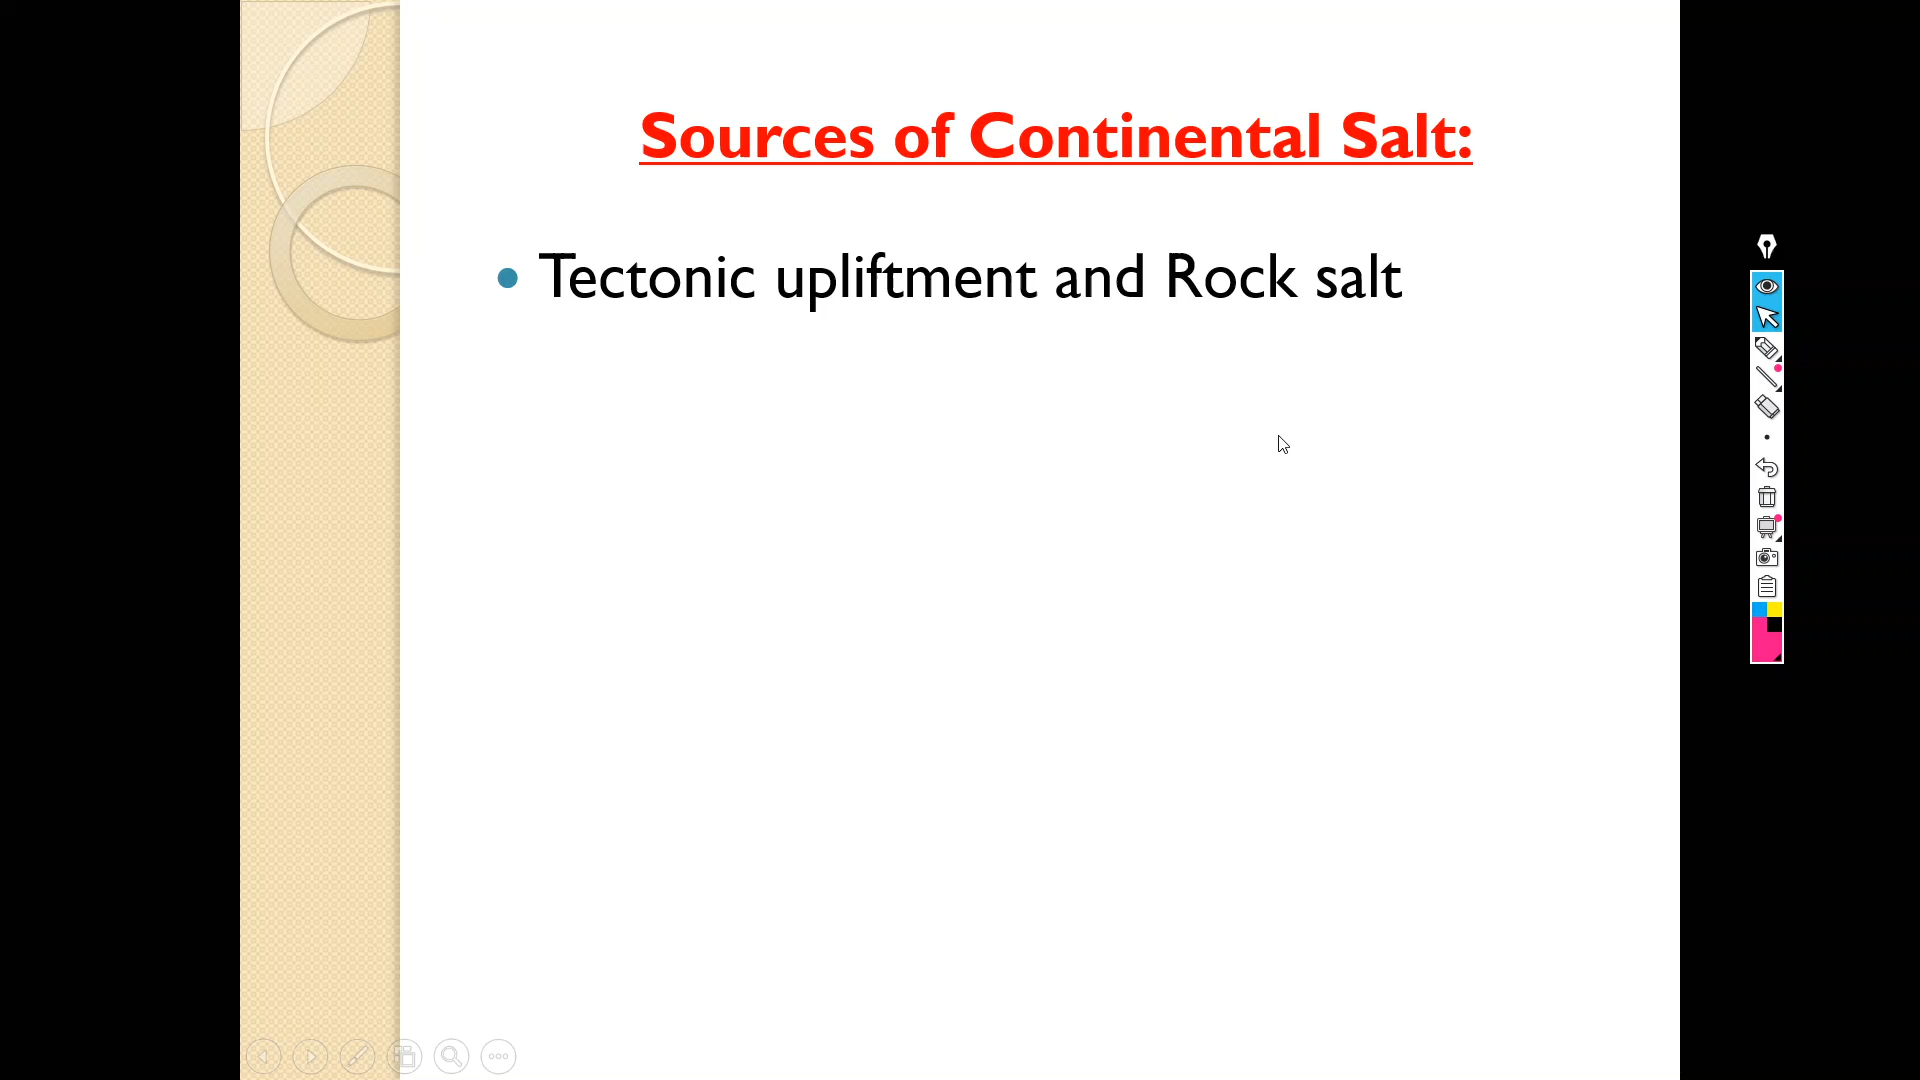 Sources of Continental Salt:
• Tectonic upliftment and Rock salt